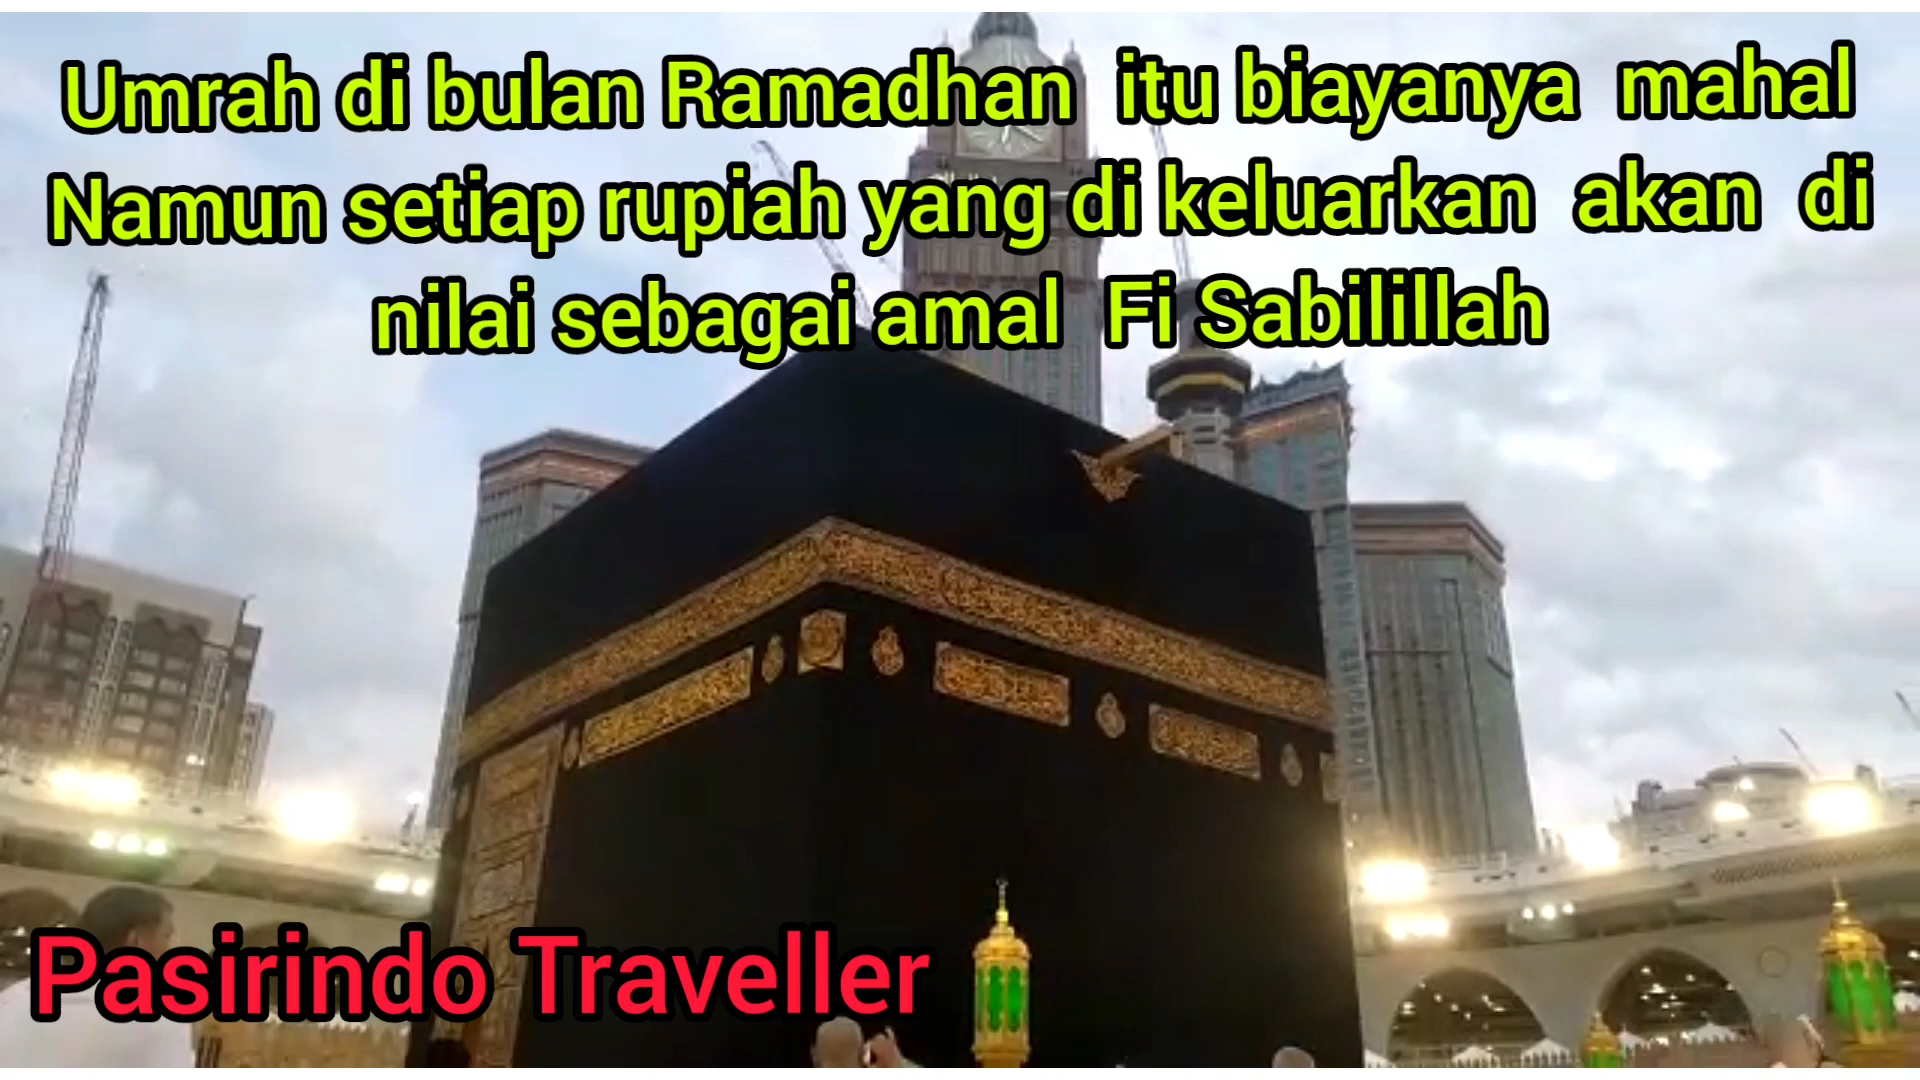 Umrah di bulan Ramadhan itu biayanya mahal
Namun setiap rupiah yang di keluarkan akan di
nilai sebagai amal Fi Sabilillah
Pasirindo Traveller